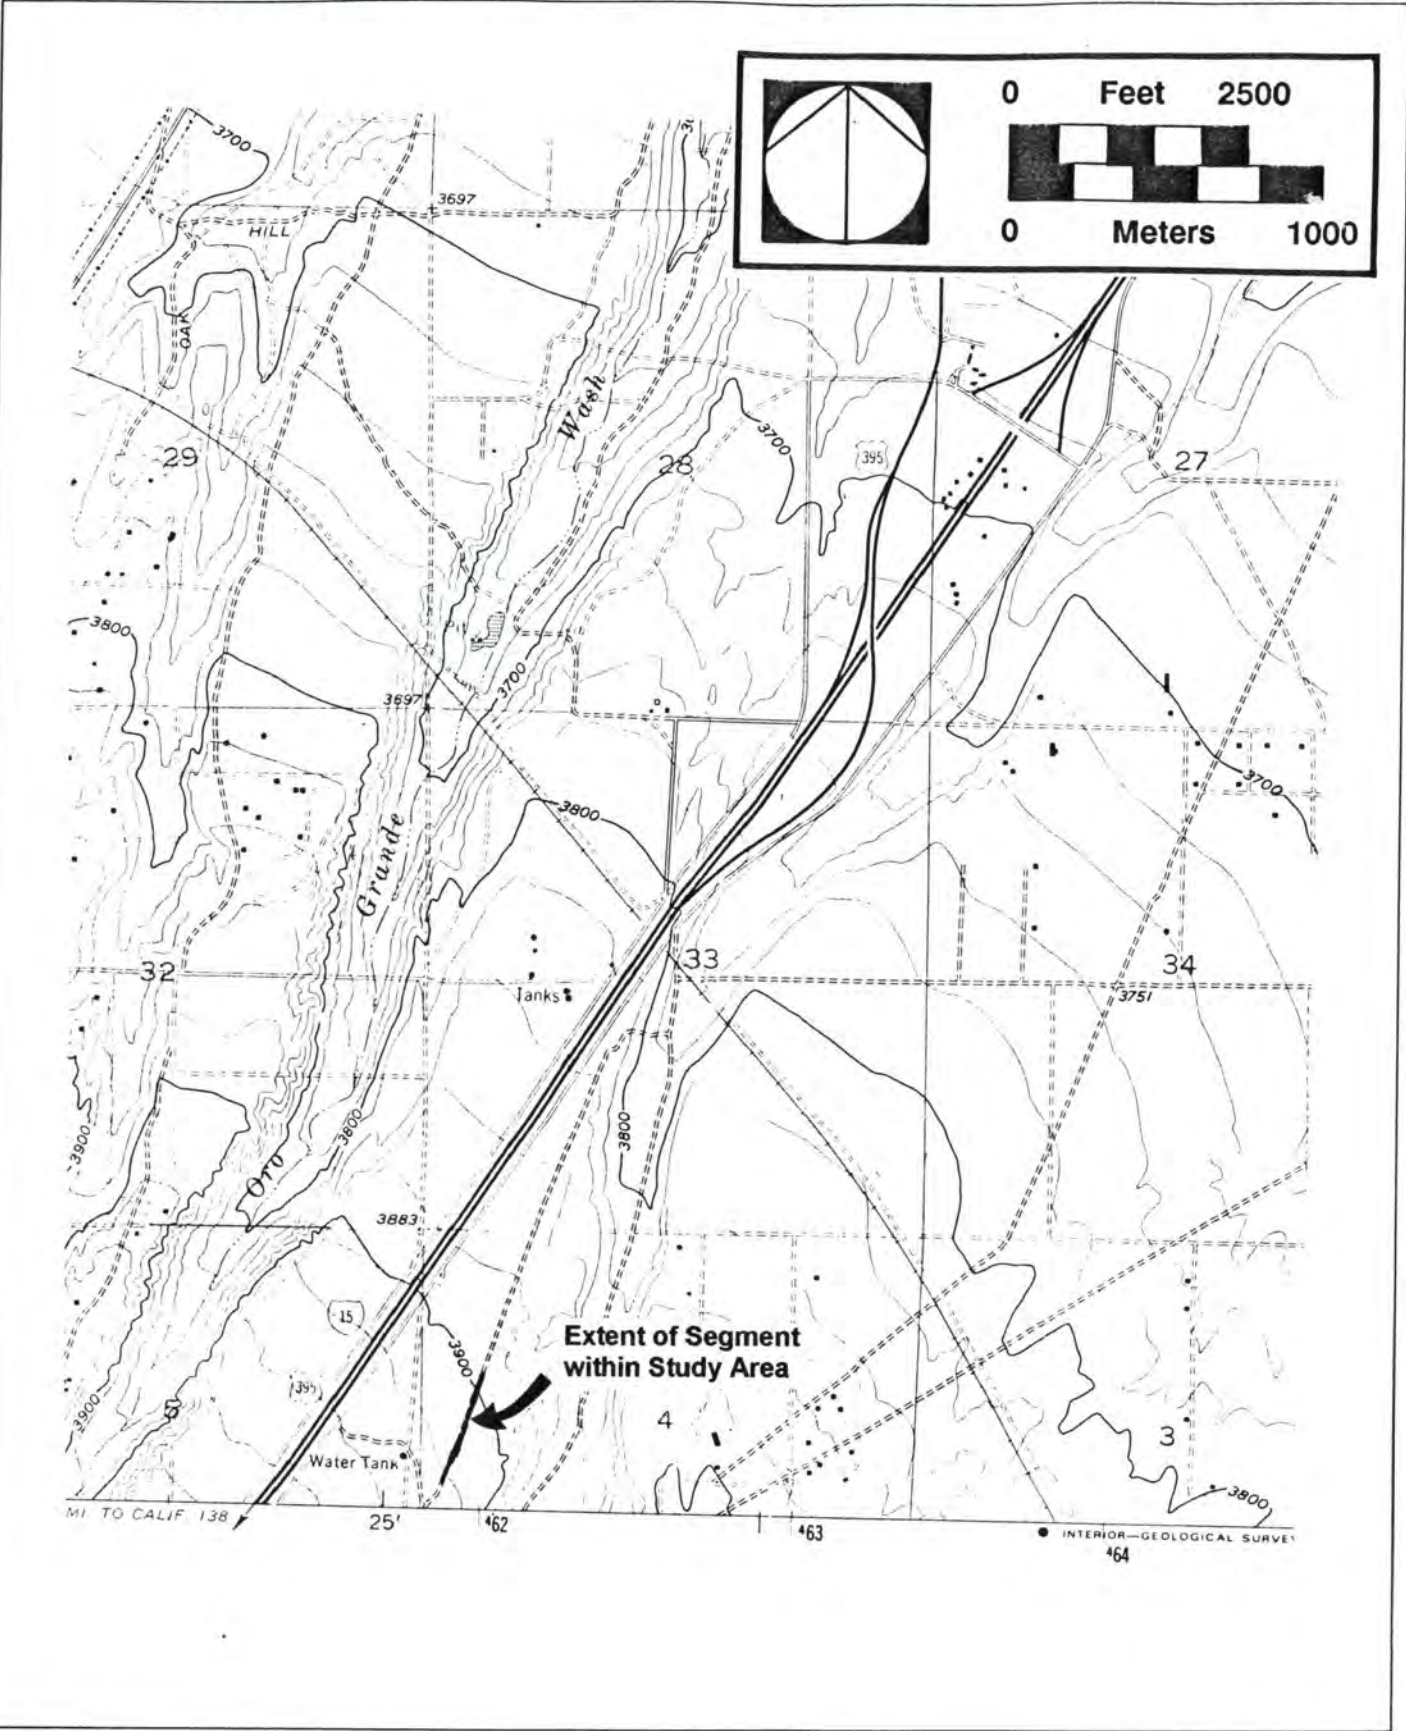 0 Feet 2500
0 Meters 1000
3700
3697
HILL
OAK
Wash
3700
395
29
28
27
3800
3697
3700
3700
3800
Grande
32
33
34
Tanks
3751
3900
3800
3800
Oro
3883
15
Extent of Segment
within Study Area
3900
395
3900
4
3
Water Tank
3800
MI. TO CALIF. 138
25'
462
463
INTERIOR—GEOLOGICAL SURVEY
464